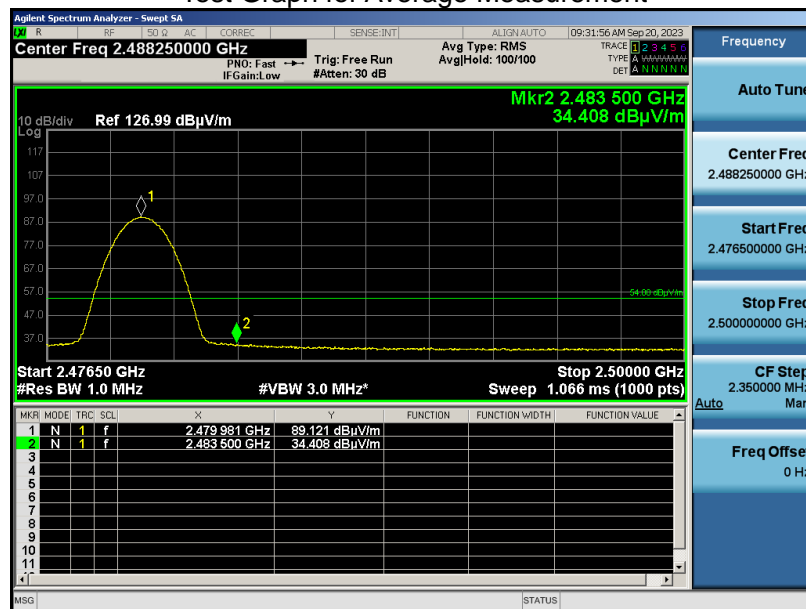 Test Graph for Average Measurement
Agilent Spectrum Analyzer - Swept SA
LXI R RF 50 Ω AC CORREC SENSE:INT ALIGN AUTO 09:31:56 AM Sep 20, 2023
Center Freq 2.488250000 GHz
PNO: Fast
IFGain:Low
Trig: Free Run
#Atten: 30 dB
Avg Type: RMS
Avg|Hold: 100/100
TRACE 1 2 3 4 5 6
TYPE A
DET A N N N N N
Mkr2 2.483 500 GHz
34.408 dBµV/m
10 dB/div
Log
Ref 126.99 dBµV/m
117
107
97.0
87.0
77.0
67.0
57.0
47.0
37.0
1
2
54.00 dBµV/m
Start 2.47650 GHz
#Res BW 1.0 MHz
#VBW 3.0 MHz*
Stop 2.50000 GHz
Sweep 1.066 ms (1000 pts)
MKR MODE TRC SCL X Y FUNCTION FUNCTION WIDTH FUNCTION VALUE
1 N 1 f 2.479 981 GHz 89.121 dBµV/m
2 N 1 f 2.483 500 GHz 34.408 dBµV/m
3
4
5
6
7
8
9
10
11
MSG
STATUS
Frequency
Auto Tune
Center Freq
2.488250000 GHz
Start Freq
2.476500000 GHz
Stop Freq
2.500000000 GHz
CF Step
2.350000 MHz
Auto Man
Freq Offset
0 Hz